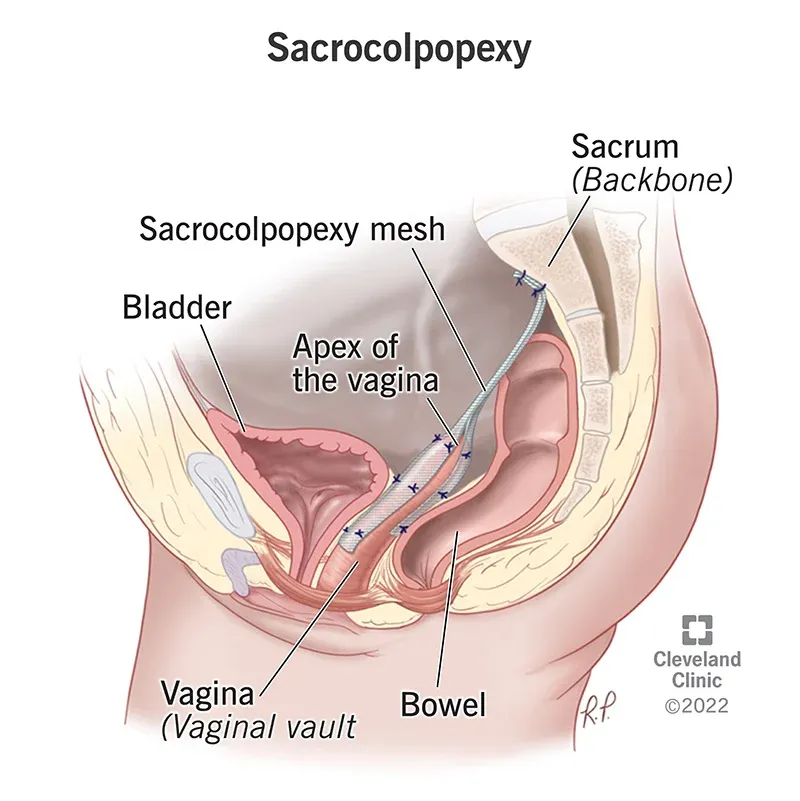 Sacrocolpopexy
Sacrum
(Backbone)
Sacrocolpopexy mesh
Bladder
Apex of
the vagina
Vagina
(Vaginal vault
Bowel
Cleveland
Clinic
©2022
R.P.